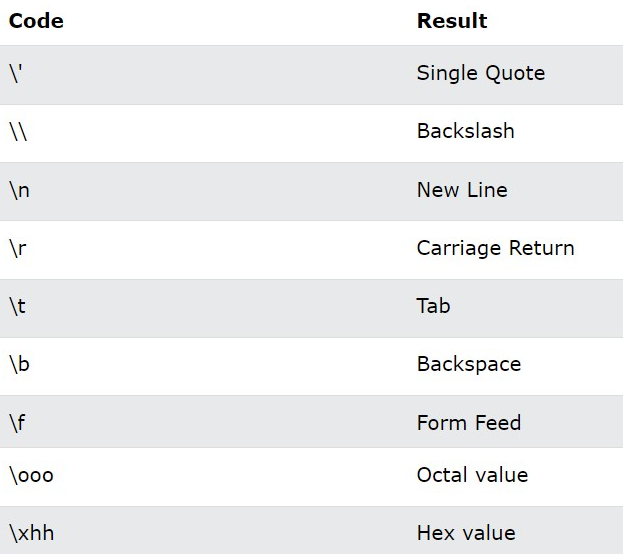 Code Result
\' Single Quote
\\ Backslash
\n New Line
\r Carriage Return
\t Tab
\b Backspace
\f Form Feed
\ooo Octal value
\xhh Hex value